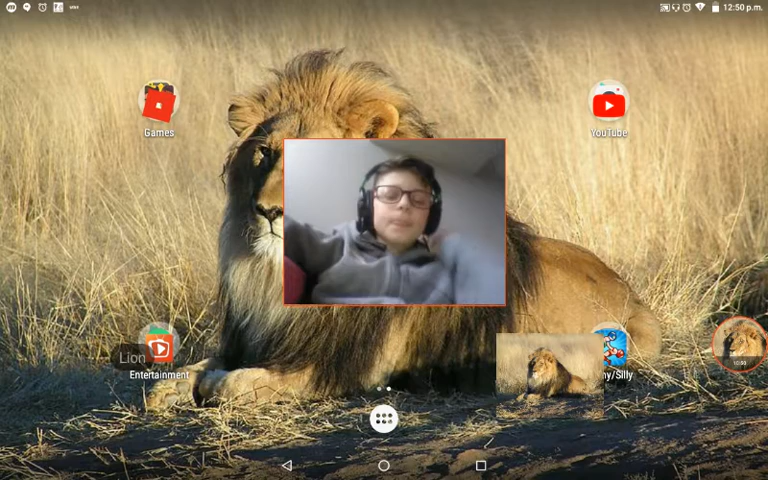 12:50 p.m.
Games
YouTube
Lion
Entertainment
ny/Silly